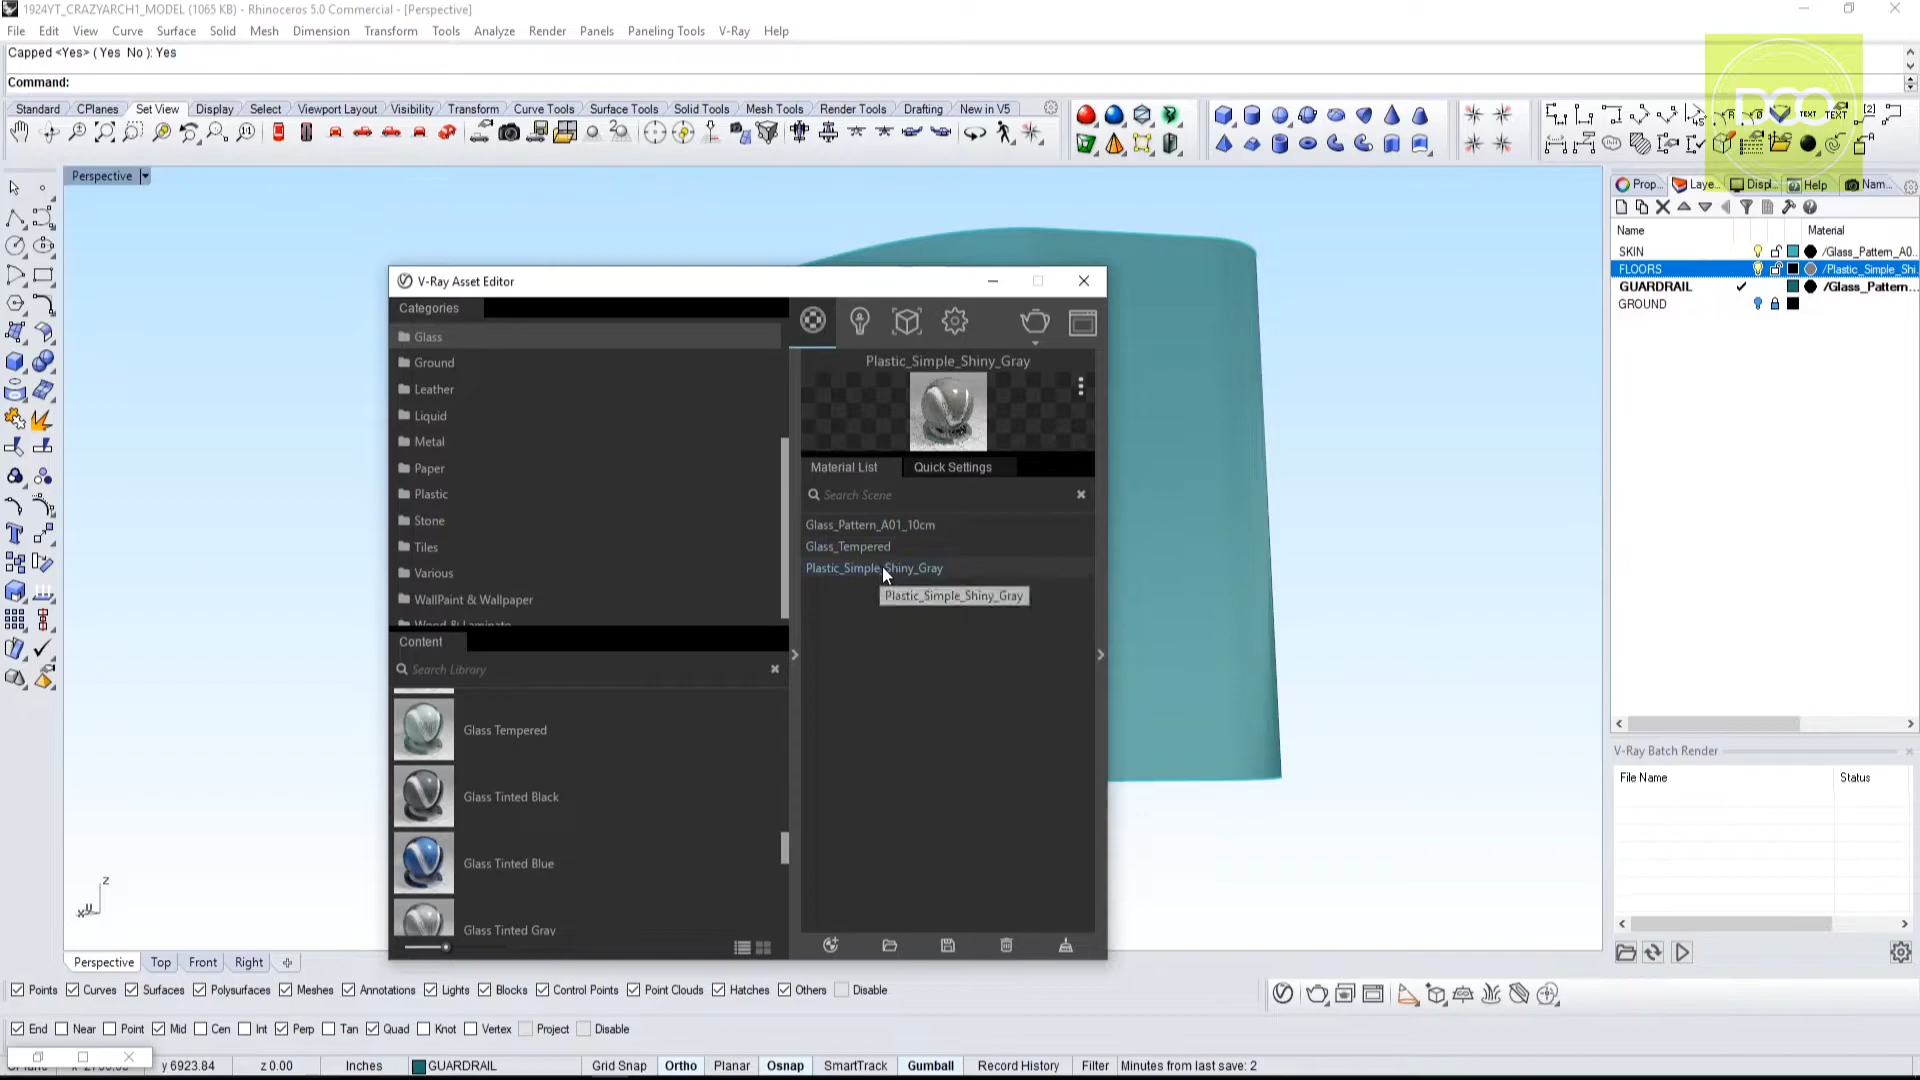 1924YT_CRAZYARCH1_MODEL (1065 KB) - Rhinoceros 5.0 Commercial - [Perspective]
File Edit View Curve Surface Solid Mesh Dimension Transform Tools Analyze Render Panels Paneling Tools V-Ray Help
Capped <Yes> ( Yes No ): Yes
Command:
Standard CPlanes Set View Display Select Viewport Layout Visibility Transform Curve Tools Surface Tools Solid Tools Mesh Tools Render Tools Drafting New in V5
Perspective
Prop... Laye... Displ... Help Nam...
Name Material
SKIN /Glass_Pattern_A0...
FLOORS /Plastic_Simple_Shi...
GUARDRAIL /Glass_Pattern...
GROUND
V-Ray Asset Editor
Categories
Glass
Ground
Leather
Liquid
Metal
Paper
Plastic
Stone
Tiles
Various
WallPaint & Wallpaper
Wood & Laminate
Content
Search Library
Glass Tempered
Glass Tinted Black
Glass Tinted Blue
Glass Tinted Gray
Plastic_Simple_Shiny_Gray
Material List Quick Settings
Search Scene
Glass_Pattern_A01_10cm
Glass_Tempered
Plastic_Simple_Shiny_Gray
Plastic_Simple_Shiny_Gray
V-Ray Batch Render
File Name Status
z
x y
Perspective Top Front Right
Points Curves Surfaces Polysurfaces Meshes Annotations Lights Blocks Control Points Point Clouds Hatches Others Disable
End Near Point Mid Cen Int Perp Tan Quad Knot Vertex Project Disable
y 6923.84 z 0.00 Inches GUARDRAIL Grid Snap Ortho Planar Osnap SmartTrack Gumball Record History Filter Minutes from last save: 2